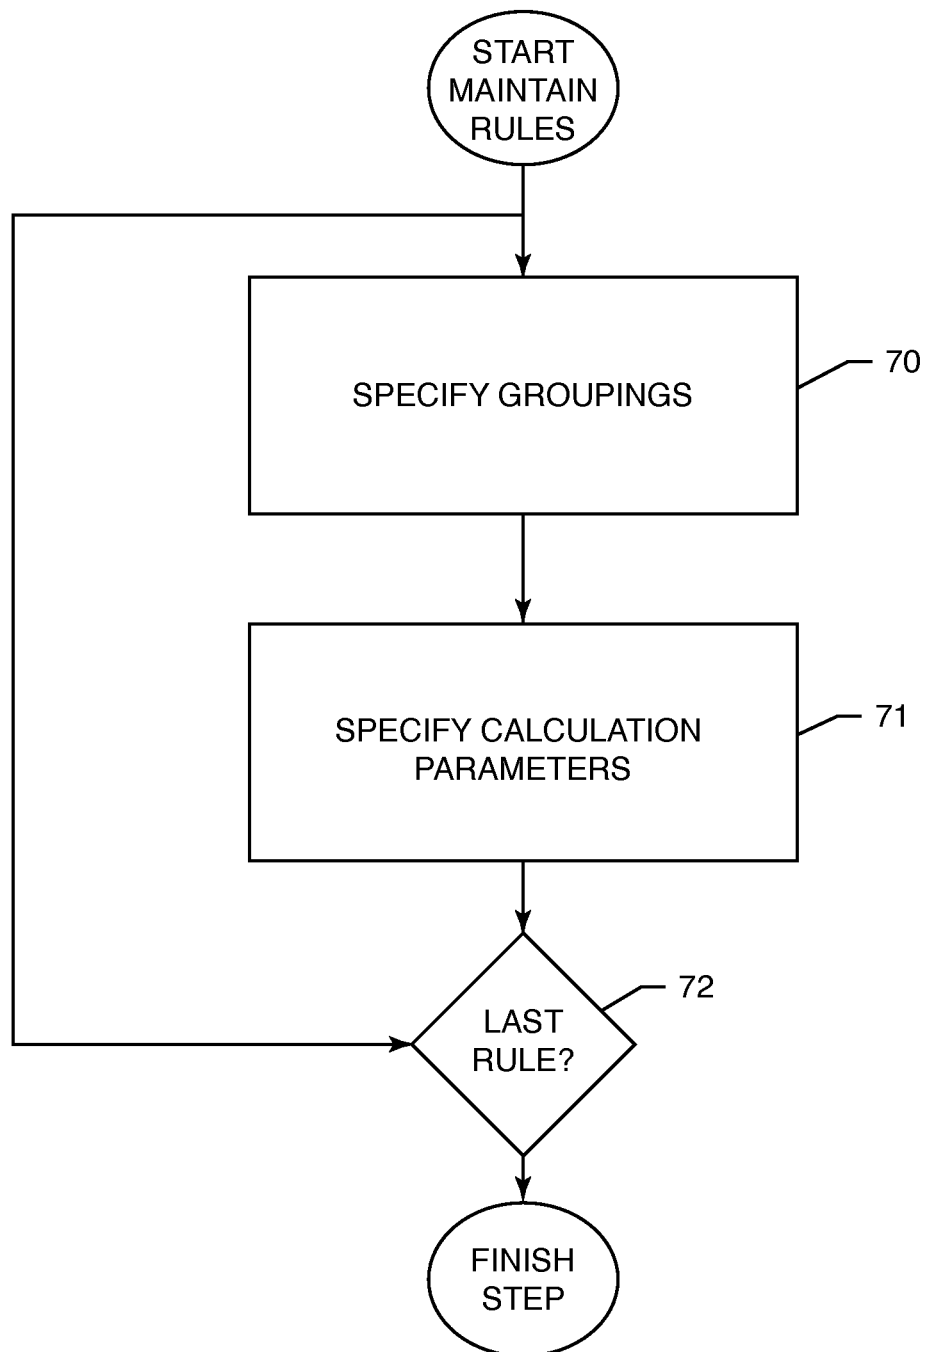 START
MAINTAIN
RULES
SPECIFY GROUPINGS
70
SPECIFY CALCULATION
PARAMETERS
71
LAST
RULE?
72
FINISH
STEP